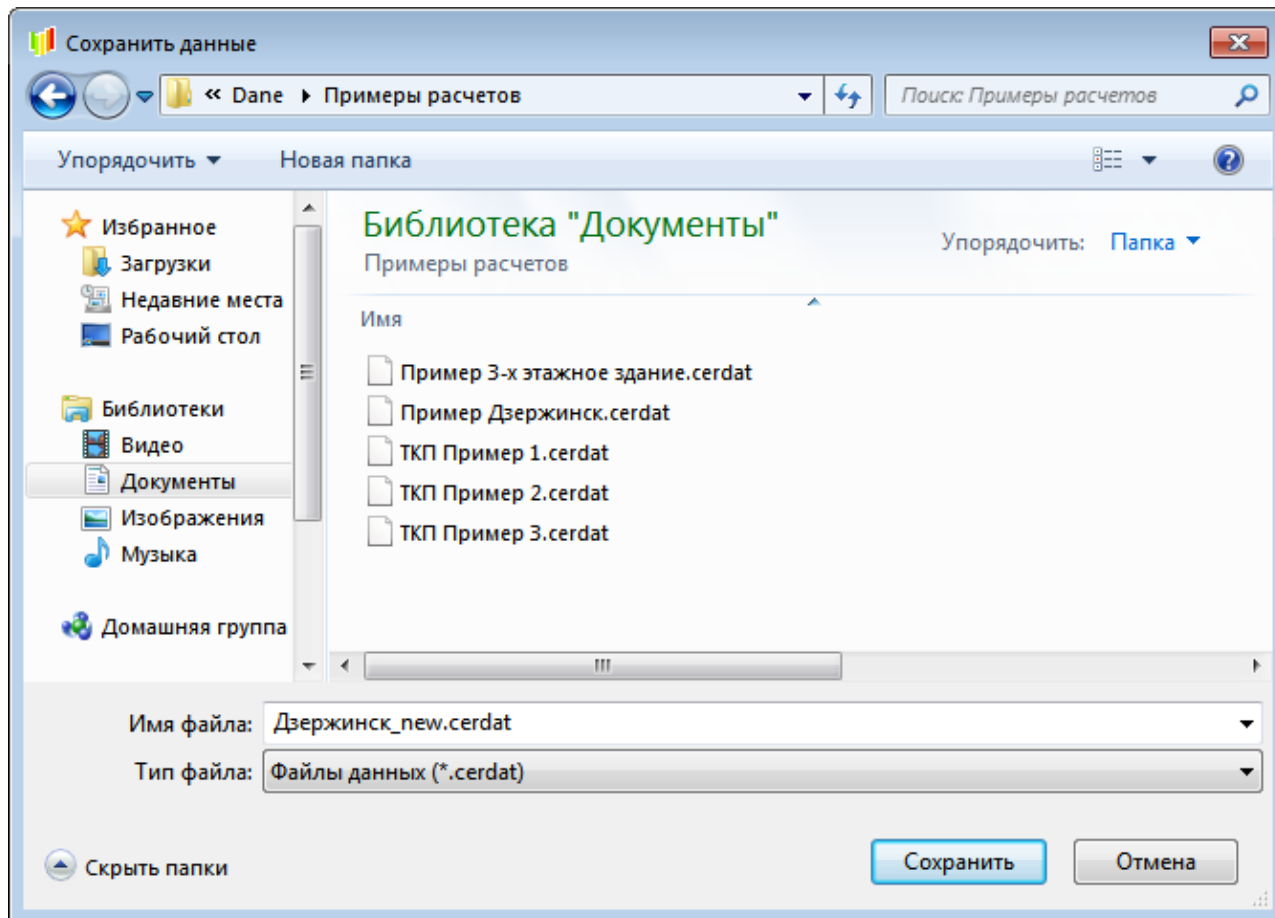 Сохранить данные
« Dane ▸ Примеры расчетов
Поиск: Примеры расчетов
Упорядочить ▼ Новая папка
Избранное
Загрузки
Недавние места
Рабочий стол
Библиотеки
Видео
Документы
Изображения
Музыка
Домашняя группа
Библиотека "Документы"
Примеры расчетов
Упорядочить: Папка ▼
Имя
Пример 3-х этажное здание.cerdat
Пример Дзержинск.cerdat
ТКП Пример 1.cerdat
ТКП Пример 2.cerdat
ТКП Пример 3.cerdat
Имя файла: Дзержинск_new.cerdat
Тип файла: Файлы данных (*.cerdat)
Скрыть папки
Сохранить
Отмена